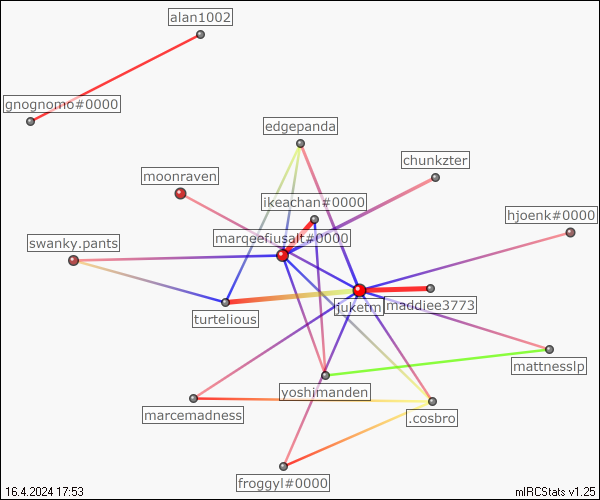 alan1002
gnognomo#0000
edgepanda
chunkzter
moonraven
ikeachan#0000
hjoenk#0000
marqeefiusalt#0000
swanky.pants
juketm
maddiee3773
turtelious
mattnesslp
yoshimanden
marcemadness
.cosbro
froggyl#0000
16.4.2024 17:53
mIRCStats v1.25